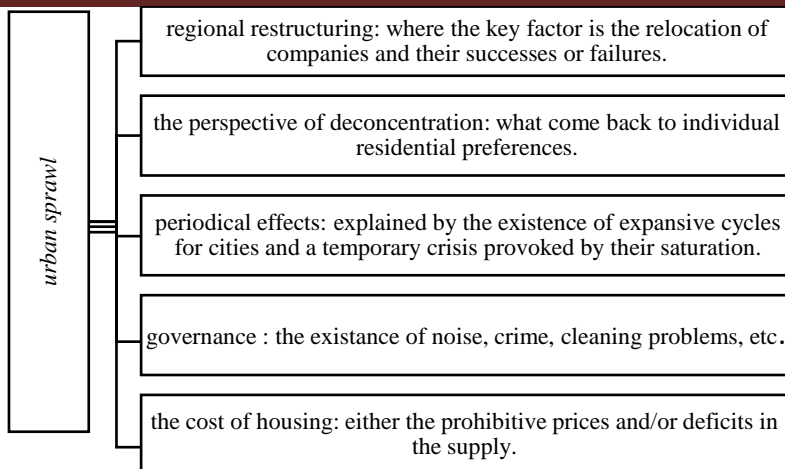 urban sprawl
regional restructuring: where the key factor is the relocation of
companies and their successes or failures.
the perspective of deconcentration: what come back to individual
residential preferences.
periodical effects: explained by the existence of expansive cycles
for cities and a temporary crisis provoked by their saturation.
governance : the existance of noise, crime, cleaning problems, etc.
the cost of housing: either the prohibitive prices and/or deficits in
the supply.